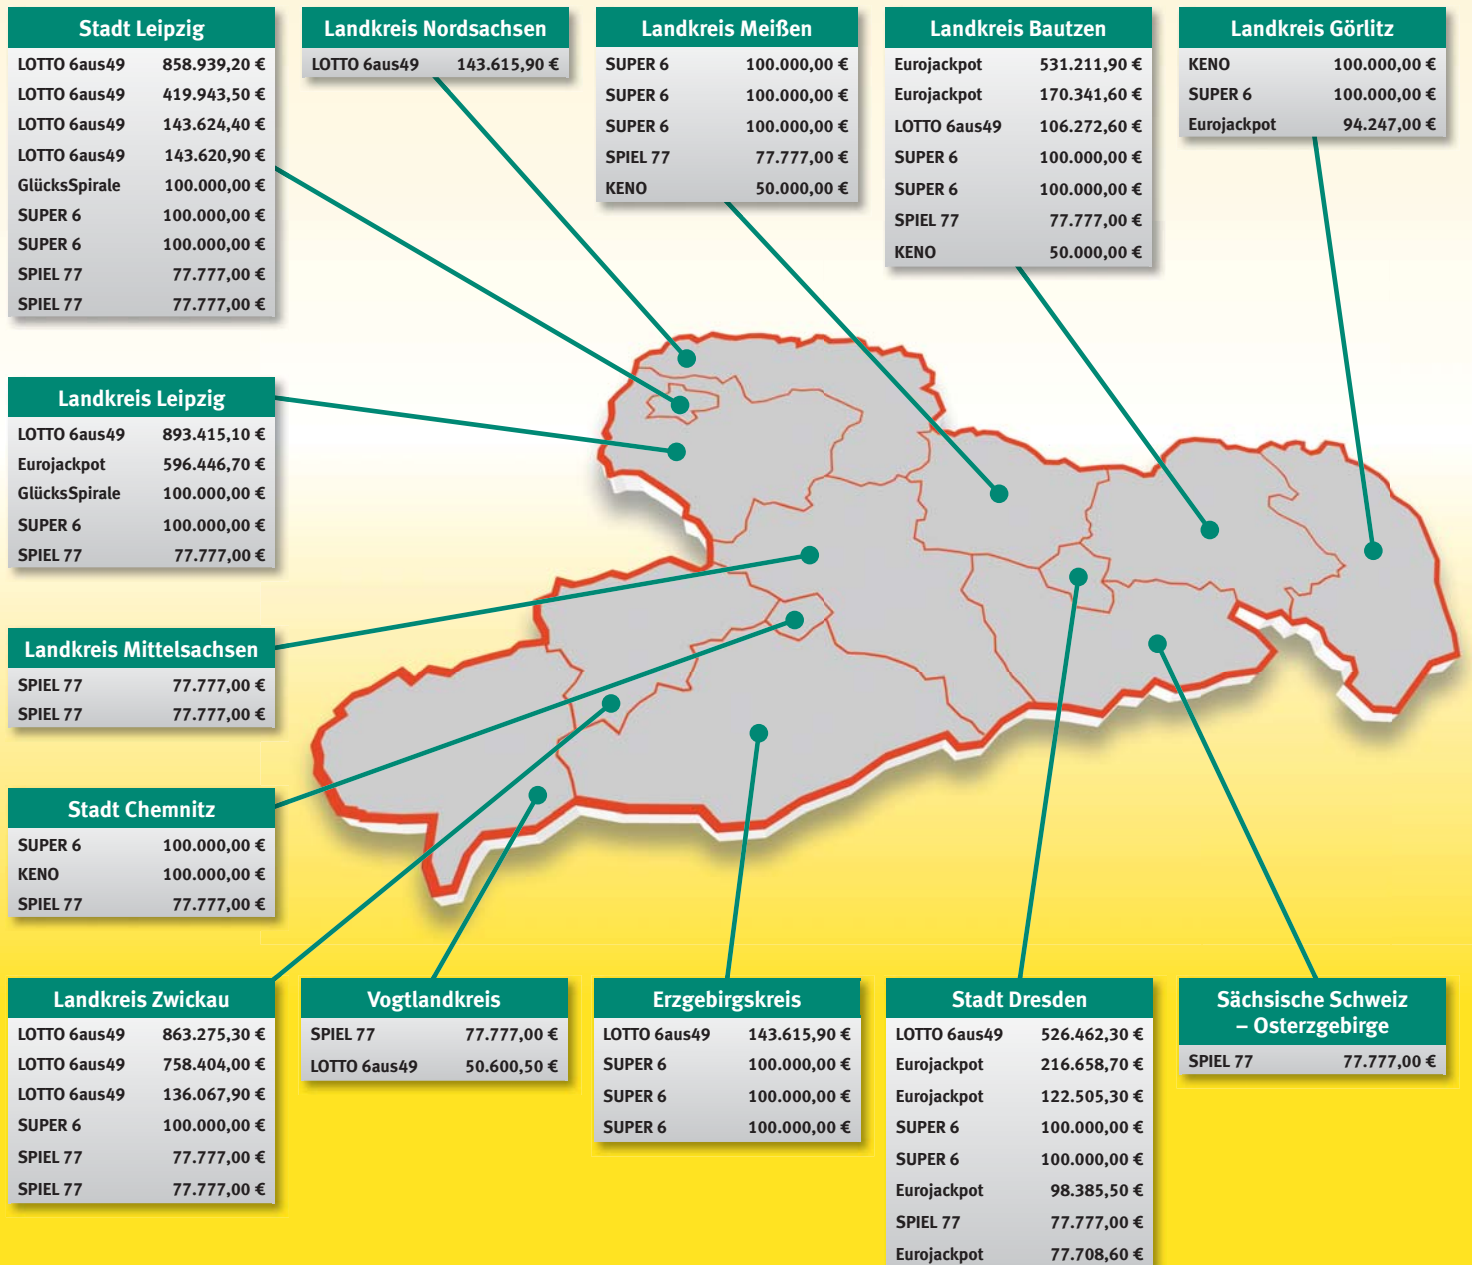 Stadt Leipzig
LOTTO 6aus49 858.939,20 €
LOTTO 6aus49 419.943,50 €
LOTTO 6aus49 143.624,40 €
LOTTO 6aus49 143.620,90 €
GlücksSpirale 100.000,00 €
SUPER 6 100.000,00 €
SUPER 6 100.000,00 €
SPIEL 77 77.777,00 €
SPIEL 77 77.777,00 €
Landkreis Nordsachsen
LOTTO 6aus49 143.615,90 €
Landkreis Meißen
SUPER 6 100.000,00 €
SUPER 6 100.000,00 €
SUPER 6 100.000,00 €
SPIEL 77 77.777,00 €
KENO 50.000,00 €
Landkreis Bautzen
Eurojackpot 531.211,90 €
Eurojackpot 170.341,60 €
LOTTO 6aus49 106.272,60 €
SUPER 6 100.000,00 €
SUPER 6 100.000,00 €
SPIEL 77 77.777,00 €
KENO 50.000,00 €
Landkreis Görlitz
KENO 100.000,00 €
SUPER 6 100.000,00 €
Eurojackpot 94.247,00 €
Landkreis Leipzig
LOTTO 6aus49 893.415,10 €
Eurojackpot 596.446,70 €
GlücksSpirale 100.000,00 €
SUPER 6 100.000,00 €
SPIEL 77 77.777,00 €
Landkreis Mittelsachsen
SPIEL 77 77.777,00 €
SPIEL 77 77.777,00 €
Stadt Chemnitz
SUPER 6 100.000,00 €
KENO 100.000,00 €
SPIEL 77 77.777,00 €
Landkreis Zwickau
LOTTO 6aus49 863.275,30 €
LOTTO 6aus49 758.404,00 €
LOTTO 6aus49 136.067,90 €
SUPER 6 100.000,00 €
SPIEL 77 77.777,00 €
SPIEL 77 77.777,00 €
Vogtlandkreis
SPIEL 77 77.777,00 €
LOTTO 6aus49 50.600,50 €
Erzgebirgskreis
LOTTO 6aus49 143.615,90 €
SUPER 6 100.000,00 €
SUPER 6 100.000,00 €
SUPER 6 100.000,00 €
Stadt Dresden
LOTTO 6aus49 526.462,30 €
Eurojackpot 216.658,70 €
Eurojackpot 122.505,30 €
SUPER 6 100.000,00 €
SUPER 6 100.000,00 €
Eurojackpot 98.385,50 €
SPIEL 77 77.777,00 €
Eurojackpot 77.708,60 €
Sächsische Schweiz
– Osterzgebirge
SPIEL 77 77.777,00 €